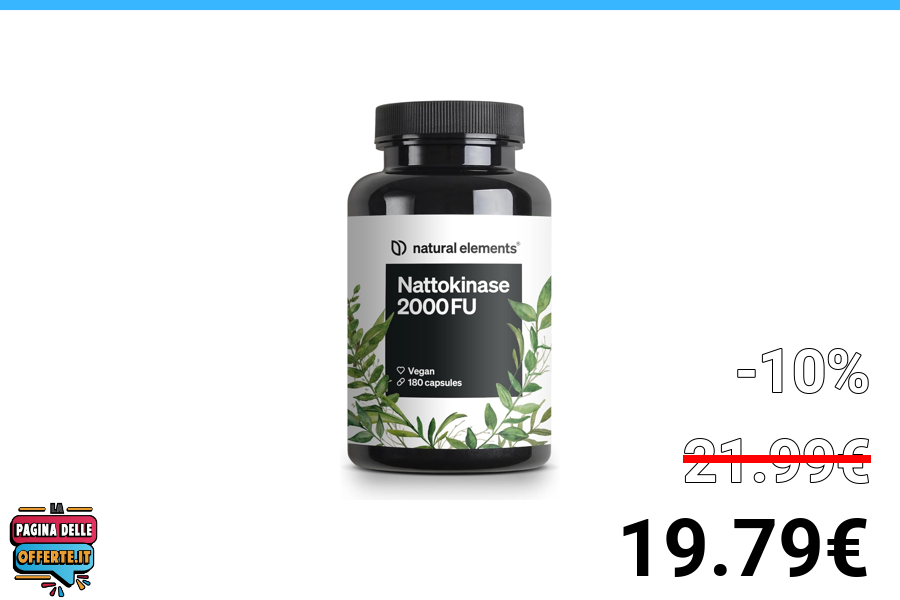 natural elements®
Nattokinase
2000 FU
Vegan
180 capsules
-10%
21.99€
19.79€
LA
PAGINA DELLE
OFFERTE.IT